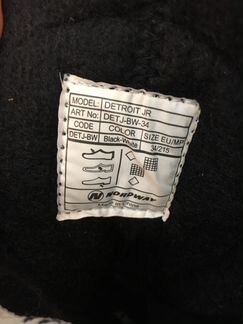 MODEL: DETROIT JR
ART No: DETJ-BW-34
CODE COLOR SIZE EU/MP
DETJ-BW Black-White 34/215
NORDWAY